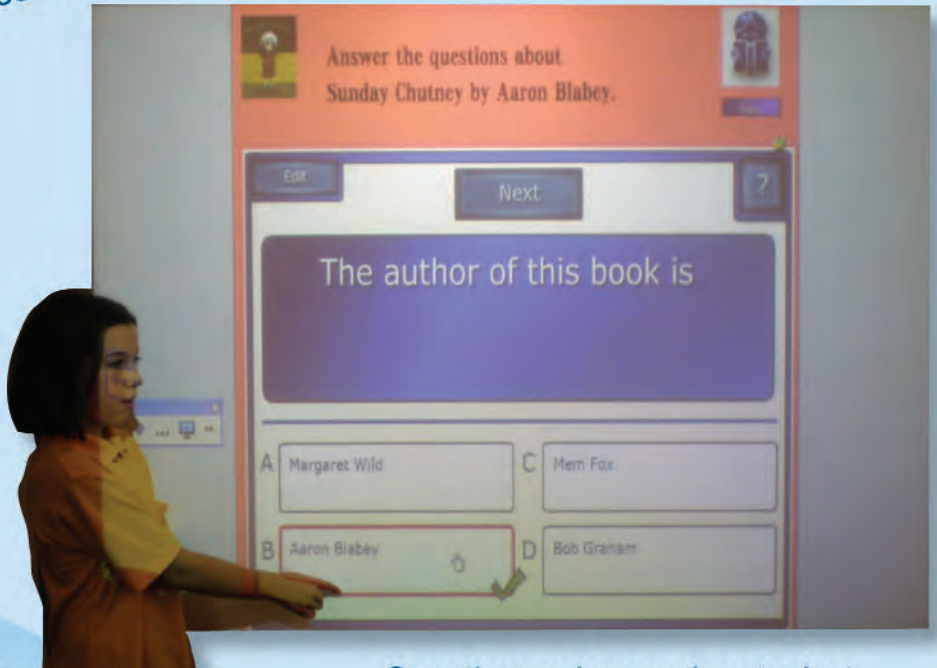 Answer the questions about
Sunday Chutney by Aaron Blabey.
Edit
Next
?
The author of this book is
A Margaret Wild
C Mem Fox
B Aaron Blabey
D Bob Graham